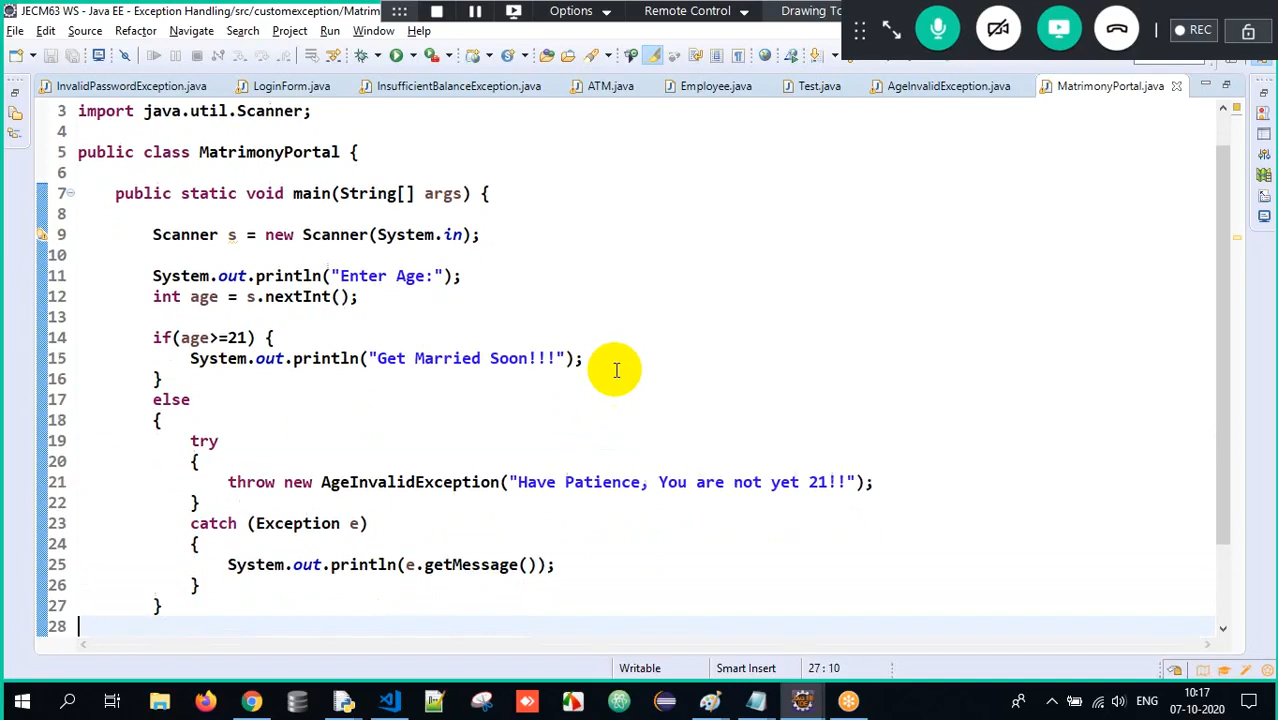 JECM63 WS - Java EE - Exception Handling/src/customexception/Matrim
Options
Remote Control
Drawing To
REC
File Edit Source Refactor Navigate Search Project Run Window Help
InvalidPasswordException.java LoginForm.java InsufficientBalanceException.java ATM.java Employee.java Test.java AgeInvalidException.java MatrimonyPortal.java
3 import java.util.Scanner;
4
5 public class MatrimonyPortal {
6
7 public static void main(String[] args) {
8
9 Scanner s = new Scanner(System.in);
10
11 System.out.println("Enter Age:");
12 int age = s.nextInt();
13
14 if(age>=21) {
15 System.out.println("Get Married Soon!!!");
16 }
17 else
18 {
19 try
20 {
21 throw new AgeInvalidException("Have Patience, You are not yet 21!!");
22 }
23 catch (Exception e)
24 {
25 System.out.println(e.getMessage());
26 }
27 }
28
Writable Smart Insert 27 : 10
ENG
10:17
07-10-2020